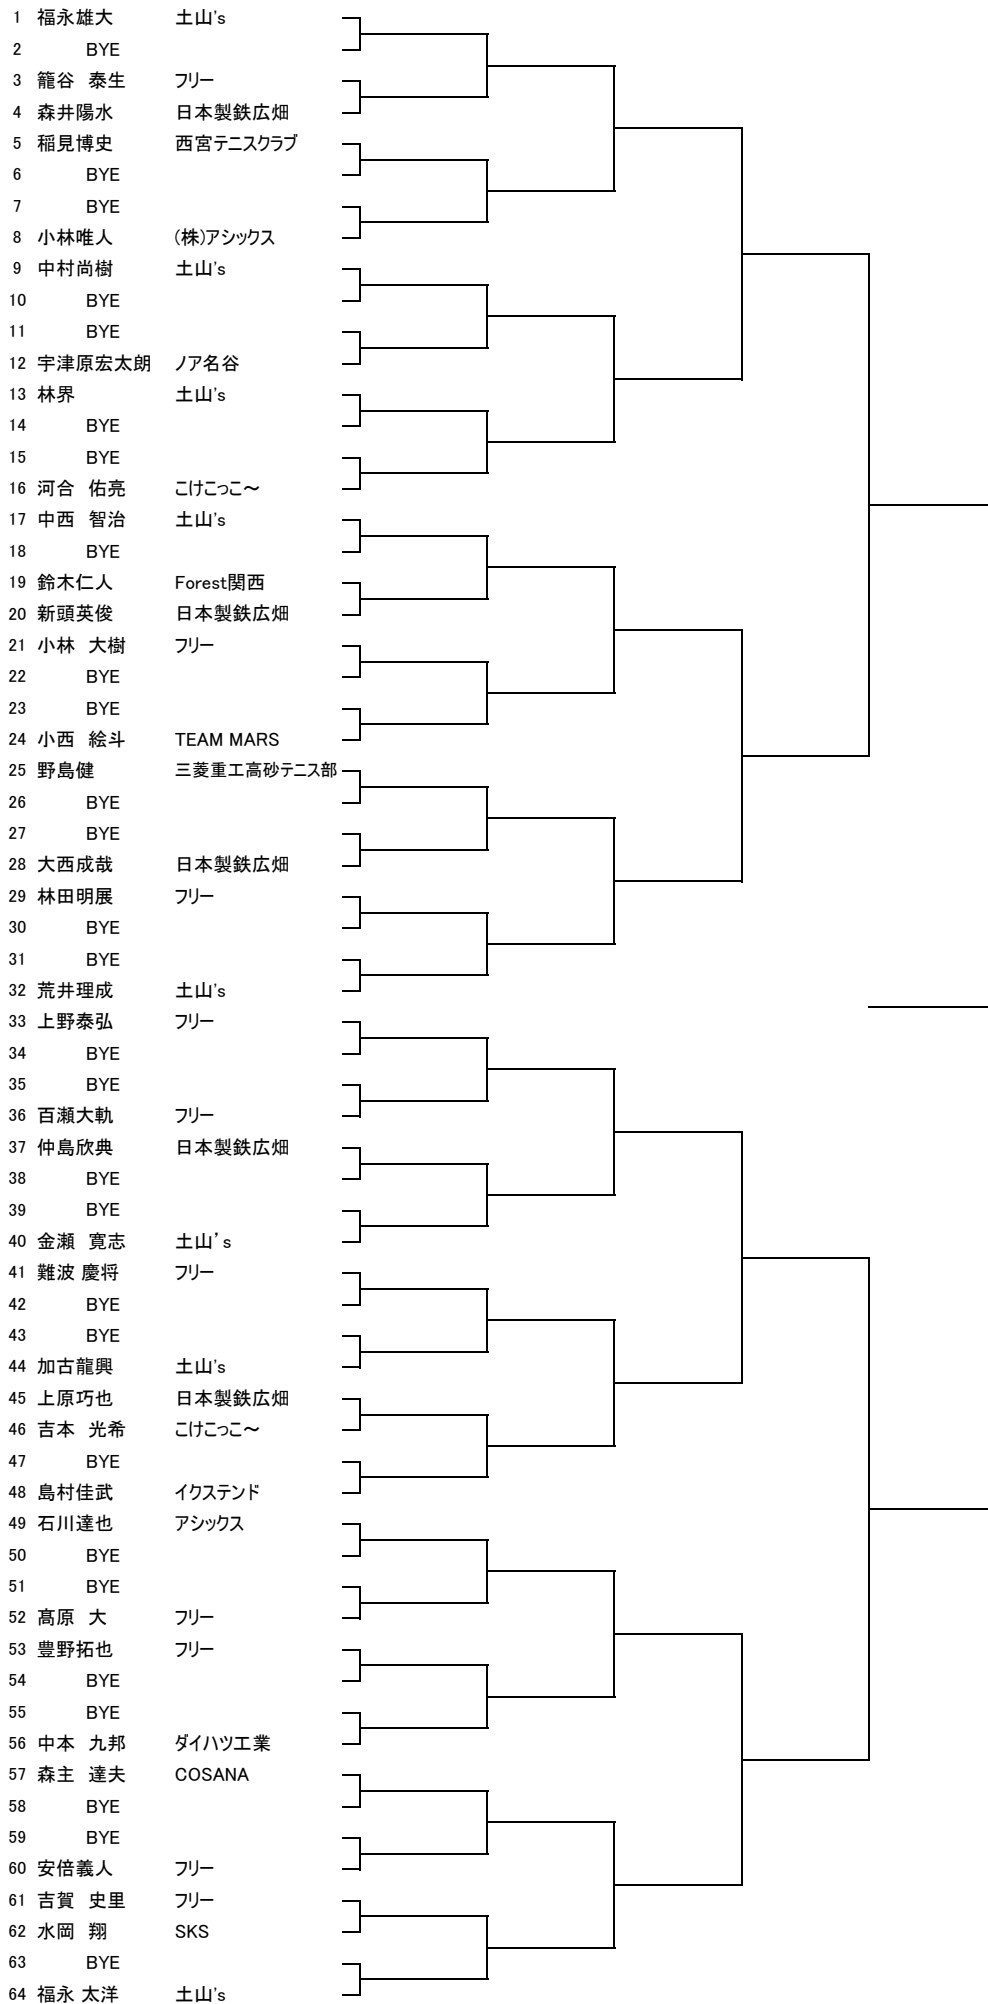 1 福永雄大 土山's
2 BYE
3 籠谷 泰生 フリー
4 森井陽水 日本製鉄広畑
5 稲見博史 西宮テニスクラブ
6 BYE
7 BYE
8 小林唯人 (株)アシックス
9 中村尚樹 土山's
10 BYE
11 BYE
12 宇津原宏太朗 ノア名谷
13 林界 土山's
14 BYE
15 BYE
16 河合 佑亮 こけこっこ～
17 中西 智治 土山's
18 BYE
19 鈴木仁人 Forest関西
20 新頭英俊 日本製鉄広畑
21 小林 大樹 フリー
22 BYE
23 BYE
24 小西 絵斗 TEAM MARS
25 野島健 三菱重工高砂テニス部
26 BYE
27 BYE
28 大西成哉 日本製鉄広畑
29 林田明展 フリー
30 BYE
31 BYE
32 荒井理成 土山's
33 上野泰弘 フリー
34 BYE
35 BYE
36 百瀬大軌 フリー
37 仲島欣典 日本製鉄広畑
38 BYE
39 BYE
40 金瀬 寛志 土山’s
41 難波 慶将 フリー
42 BYE
43 BYE
44 加古龍興 土山's
45 上原巧也 日本製鉄広畑
46 吉本 光希 こけこっこ～
47 BYE
48 島村佳武 イクステンド
49 石川達也 アシックス
50 BYE
51 BYE
52 髙原 大 フリー
53 豊野拓也 フリー
54 BYE
55 BYE
56 中本 九邦 ダイハツ工業
57 森主 達夫 COSANA
58 BYE
59 BYE
60 安倍義人 フリー
61 吉賀 史里 フリー
62 水岡 翔 SKS
63 BYE
64 福永 太洋 土山's